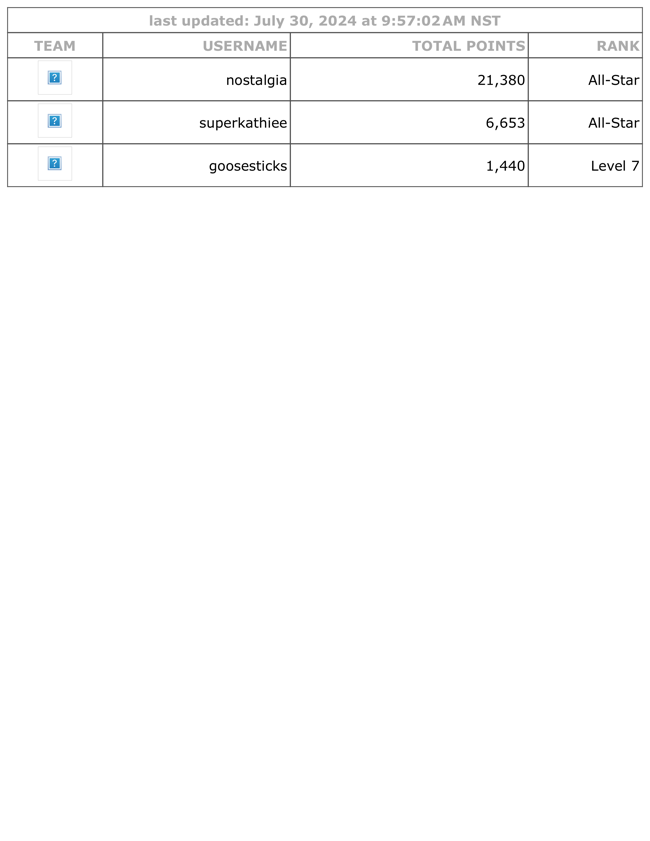 last updated: July 30, 2024 at 9:57:02 AM NST
TEAM USERNAME TOTAL POINTS RANK
nostalgia 21,380 All-Star
superkathiee 6,653 All-Star
goosesticks 1,440 Level 7